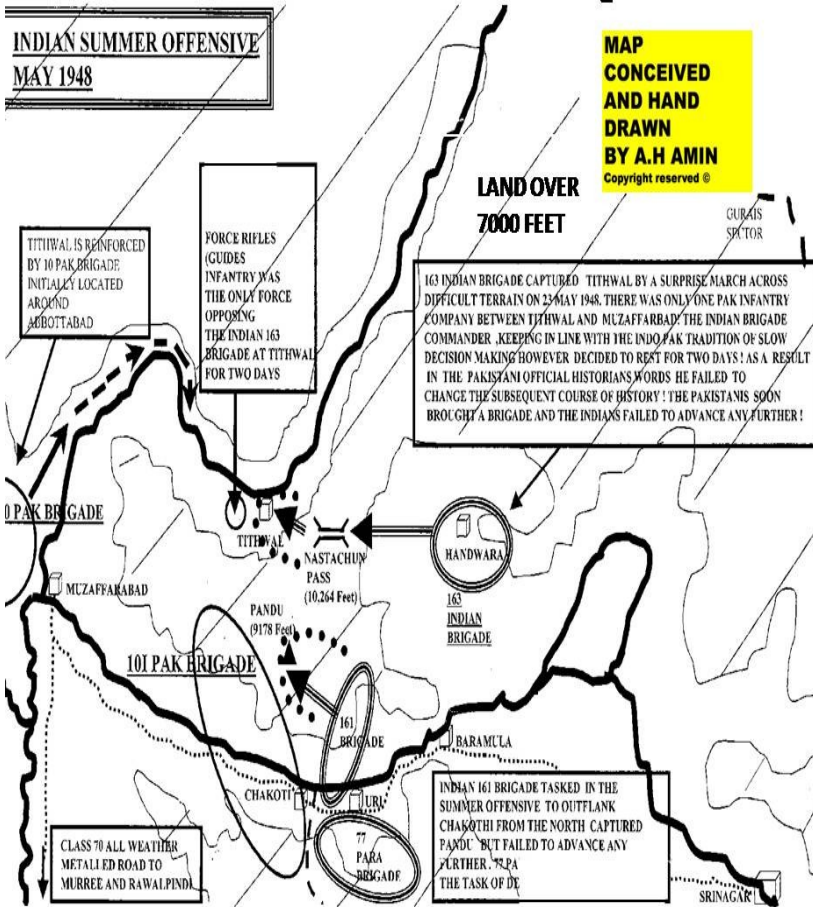 INDIAN SUMMER OFFENSIVE
MAY 1948
MAP
CONCEIVED
AND HAND
DRAWN
BY A.H AMIN
Copyright reserved ©
LAND OVER
7000 FEET
GURAIS
SECTOR
TITHWAL IS REINFORCED
BY 10 PAK BRIGADE
INITIALLY LOCATED
AROUND
ABBOTTABAD
FORCE RIFLES
(GUIDES
INFANTRY WAS
THE ONLY FORCE
OPPOSING
THE INDIAN 163
BRIGADE AT TITHWAL
FOR TWO DAYS
163 INDIAN BRIGADE CAPTURED TITHWAL BY A SURPRISE MARCH ACROSS
DIFFICULT TERRAIN ON 23 MAY 1948. THERE WAS ONLY ONE PAK INFANTRY
COMPANY BETWEEN TITHWAL AND MUZAFFARBAD. THE INDIAN BRIGADE
COMMANDER ,KEEPING IN LINE WITH THE INDO PAK TRADITION OF SLOW
DECISION MAKING HOWEVER DECIDED TO REST FOR TWO DAYS ! AS A RESULT
IN THE PAKISTANI OFFICIAL HISTORIANS WORDS HE FAILED TO
CHANGE THE SUBSEQUENT COURSE OF HISTORY ! THE PAKISTANIS SOON
BROUGHT A BRIGADE AND THE INDIANS FAILED TO ADVANCE ANY FURTHER !
0 PAK BRIGADE
TITHWAL
NASTACHUN
PASS
(10,264 Feet)
HANDWARA
163
INDIAN
BRIGADE
MUZAFFARABAD
PANDU
(9178 Feet)
101 PAK BRIGADE
161
BRIGADE
BARAMULA
CHAKOTI
URI
77
PARA
BRIGADE
INDIAN 161 BRIGADE TASKED IN THE
SUMMER OFFENSIVE TO OUTFLANK
CHAKOTHI FROM THE NORTH CAPTURED
PANDU BUT FAILED TO ADVANCE ANY
FURTHER . 77 PA
THE TASK OF DE
CLASS 70 ALL WEATHER
METALLED ROAD TO
MURREE AND RAWALPINDI
SRINAGAR